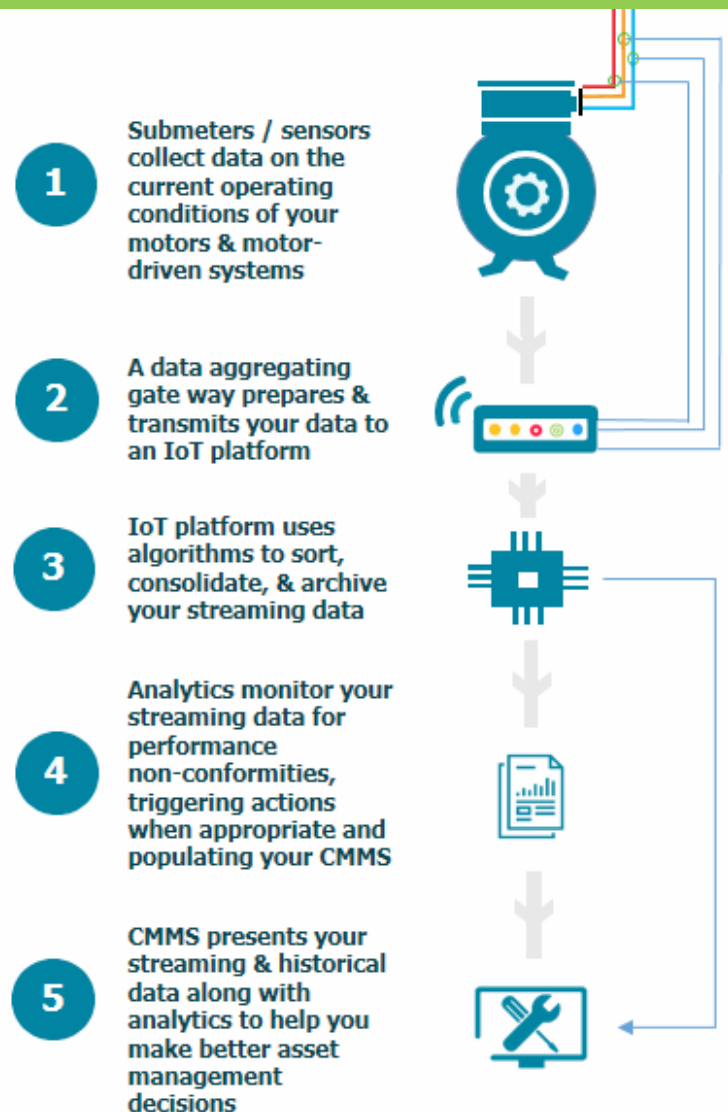 1
Submeters / sensors
collect data on the
current operating
conditions of your
motors & motor-
driven systems
2
A data aggregating
gate way prepares &
transmits your data to
an IoT platform
3
IoT platform uses
algorithms to sort,
consolidate, & archive
your streaming data
4
Analytics monitor your
streaming data for
performance
non-conformities,
triggering actions
when appropriate and
populating your CMMS
5
CMMS presents your
streaming & historical
data along with
analytics to help you
make better asset
management
decisions